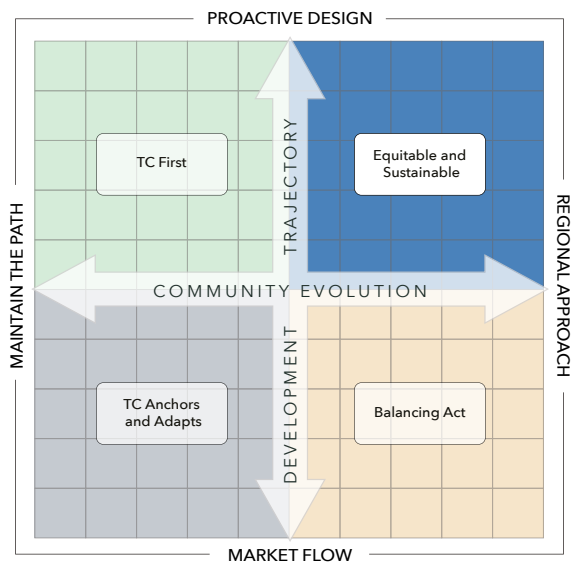 PROACTIVE DESIGN
MAINTAIN THE PATH
TC First
Equitable and
Sustainable
REGIONAL APPROACH
COMMUNITY EVOLUTION
DEVELOPMENT TRAJECTORY
TC Anchors
and Adapts
Balancing Act
MARKET FLOW